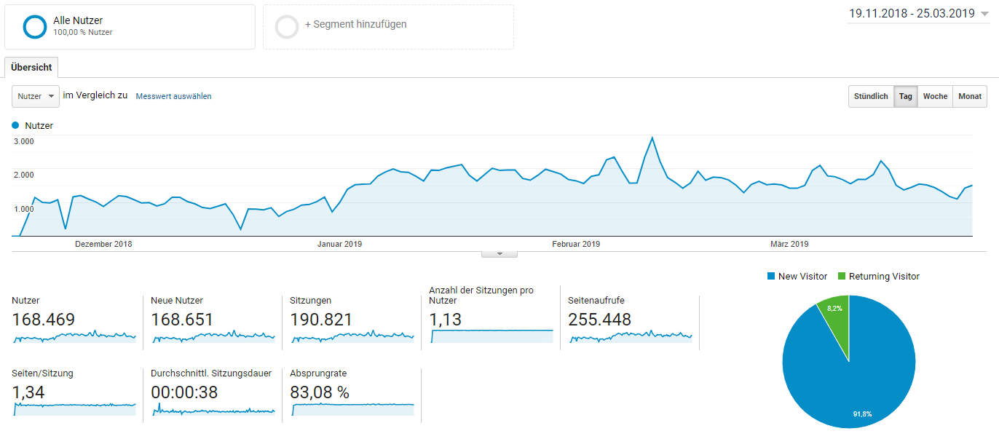 Alle Nutzer
100,00 % Nutzer
+ Segment hinzufügen
19.11.2018 - 25.03.2019
Übersicht
Nutzer
im Vergleich zu
Messwert auswählen
Stündlich
Tag
Woche
Monat
Nutzer
3.000
2.000
1.000
Dezember 2018
Januar 2019
Februar 2019
März 2019
New Visitor
Returning Visitor
Nutzer
168.469
Neue Nutzer
168.651
Sitzungen
190.821
Anzahl der Sitzungen pro
Nutzer
1,13
Seitenaufrufe
255.448
Seiten/Sitzung
1,34
Durchschnittl. Sitzungsdauer
00:00:38
Absprungrate
83,08 %
8,2%
91,8%